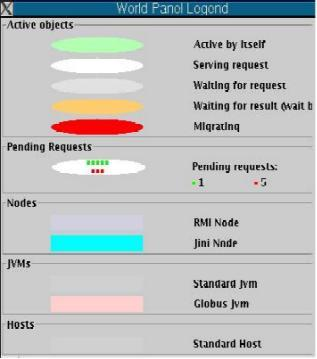 World Panel Legend
Active objects
Active by itself
Serving request
Waiting for request
Waiting for result (wait b
Migrating
Pending Requests
Pending requests:
1 5
Nodes
RMI Node
Jini Node
JVMs
Standard Jvm
Globus Jvm
Hosts
Standard Host